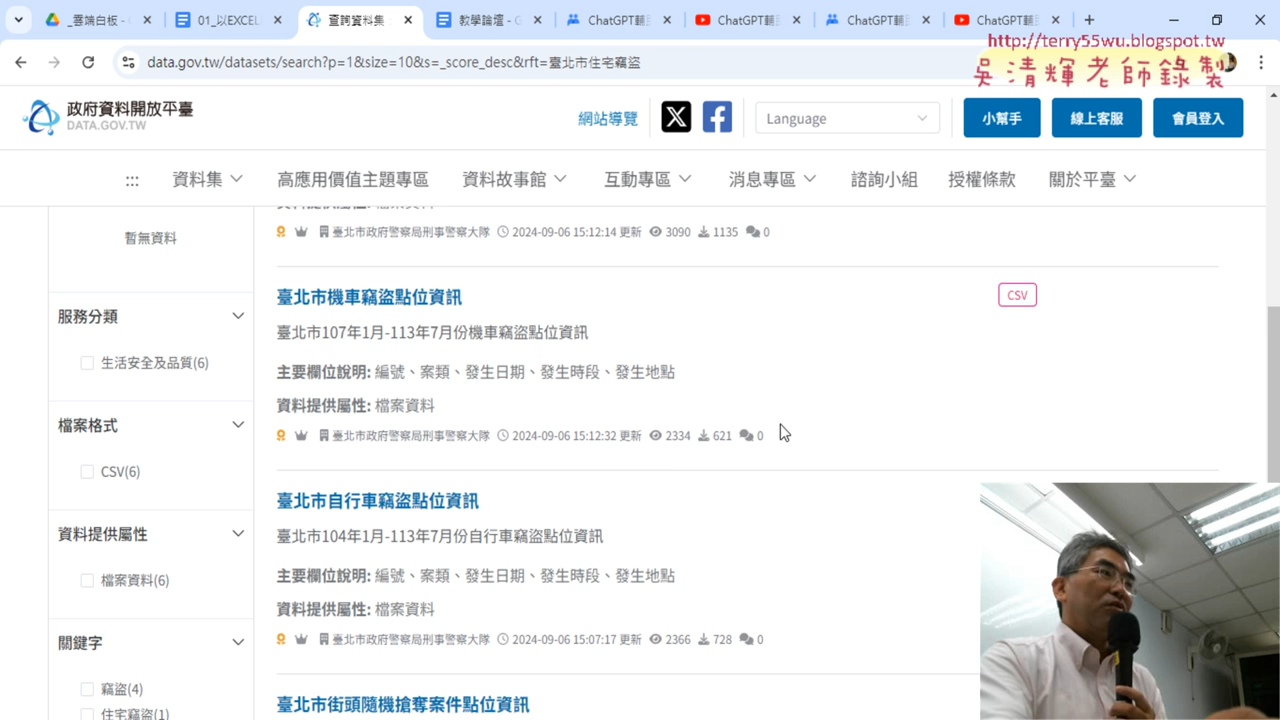 _雲端白板 - G
01_以EXCEL
查詢資料集
教學論壇 - G
ChatGPT輔
ChatGPT輔
ChatGPT輔
ChatGPT輔
data.gov.tw/datasets/search?p=1&size=10&s=_score_desc&rft=臺北市住宅竊盜
http://terry55wu.blogspot.tw
吳清輝老師錄製
政府資料開放平臺
DATA.GOV.TW
網站導覽
Language
小幫手
線上客服
會員登入
資料集
高應用價值主題專區
資料故事館
互動專區
消息專區
諮詢小組
授權條款
關於平臺
暫無資料
服務分類
生活安全及品質(6)
檔案格式
CSV(6)
資料提供屬性
檔案資料(6)
關鍵字
竊盜(4)
住宅竊盜(1)
資料提供屬性: 檔案資料
臺北市政府警察局刑事警察大隊 2024-09-06 15:12:14 更新 3090 1135 0
臺北市機車竊盜點位資訊
CSV
臺北市107年1月-113年7月份機車竊盜點位資訊
主要欄位說明: 編號、案類、發生日期、發生時段、發生地點
資料提供屬性: 檔案資料
臺北市政府警察局刑事警察大隊 2024-09-06 15:12:32 更新 2334 621 0
臺北市自行車竊盜點位資訊
臺北市104年1月-113年7月份自行車竊盜點位資訊
主要欄位說明: 編號、案類、發生日期、發生時段、發生地點
資料提供屬性: 檔案資料
臺北市政府警察局刑事警察大隊 2024-09-06 15:07:17 更新 2366 728 0
臺北市街頭隨機搶奪案件點位資訊